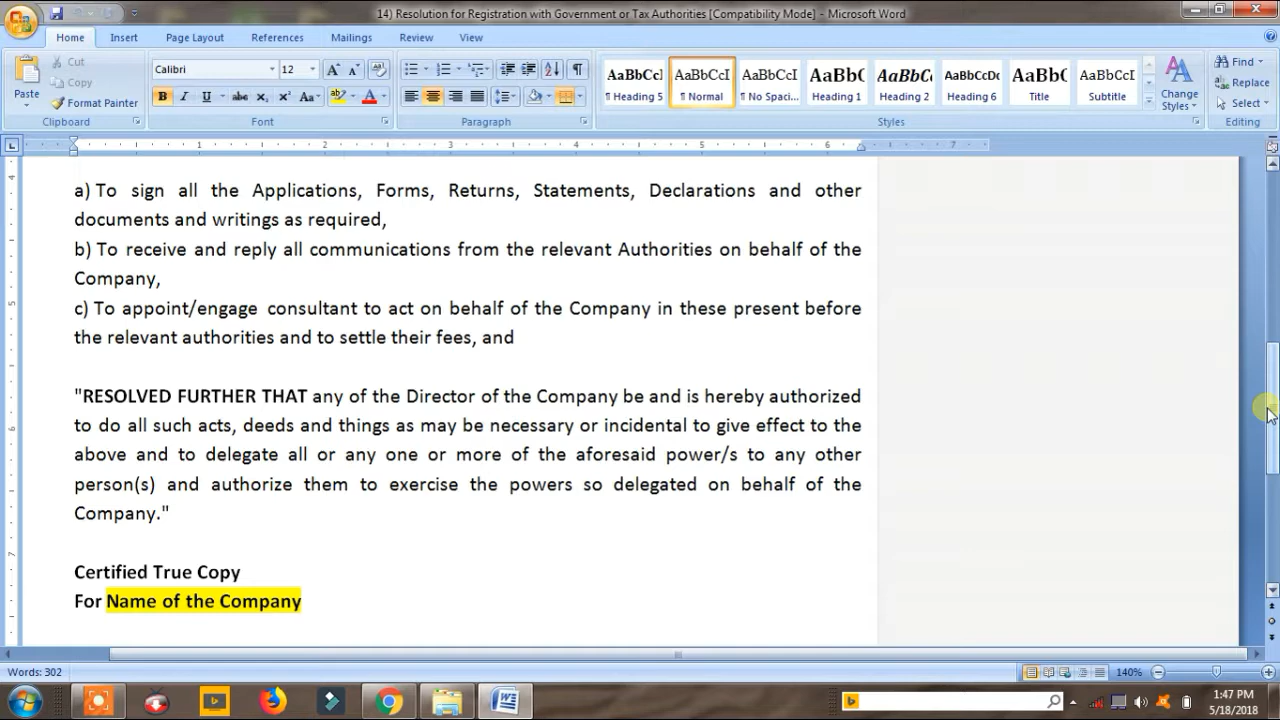 14) Resolution for Registration with Government or Tax Authorities [Compatibility Mode] - Microsoft Word
Home Insert Page Layout References Mailings Review View
Paste
Cut
Copy
Format Painter
Clipboard
Calibri 12
Font
Paragraph
AaBbCcI AaBbCcI AaBbCcI AaBbC AaBbCc AaBbCcDc AaBbC AaBbCcI
Heading 5 ¶ Normal ¶ No Spaci... Heading 1 Heading 2 Heading 6 Title Subtitle
Change Styles
Styles
Find
Replace
Select
Editing
1 2 3 4 5 6 7
a) To sign all the Applications, Forms, Returns, Statements, Declarations and other
documents and writings as required,
b) To receive and reply all communications from the relevant Authorities on behalf of the
Company,
c) To appoint/engage consultant to act on behalf of the Company in these present before
the relevant authorities and to settle their fees, and
"RESOLVED FURTHER THAT any of the Director of the Company be and is hereby authorized
to do all such acts, deeds and things as may be necessary or incidental to give effect to the
above and to delegate all or any one or more of the aforesaid power/s to any other
person(s) and authorize them to exercise the powers so delegated on behalf of the
Company."
Certified True Copy
For Name of the Company
Words: 302
140%
1:47 PM
5/18/2018